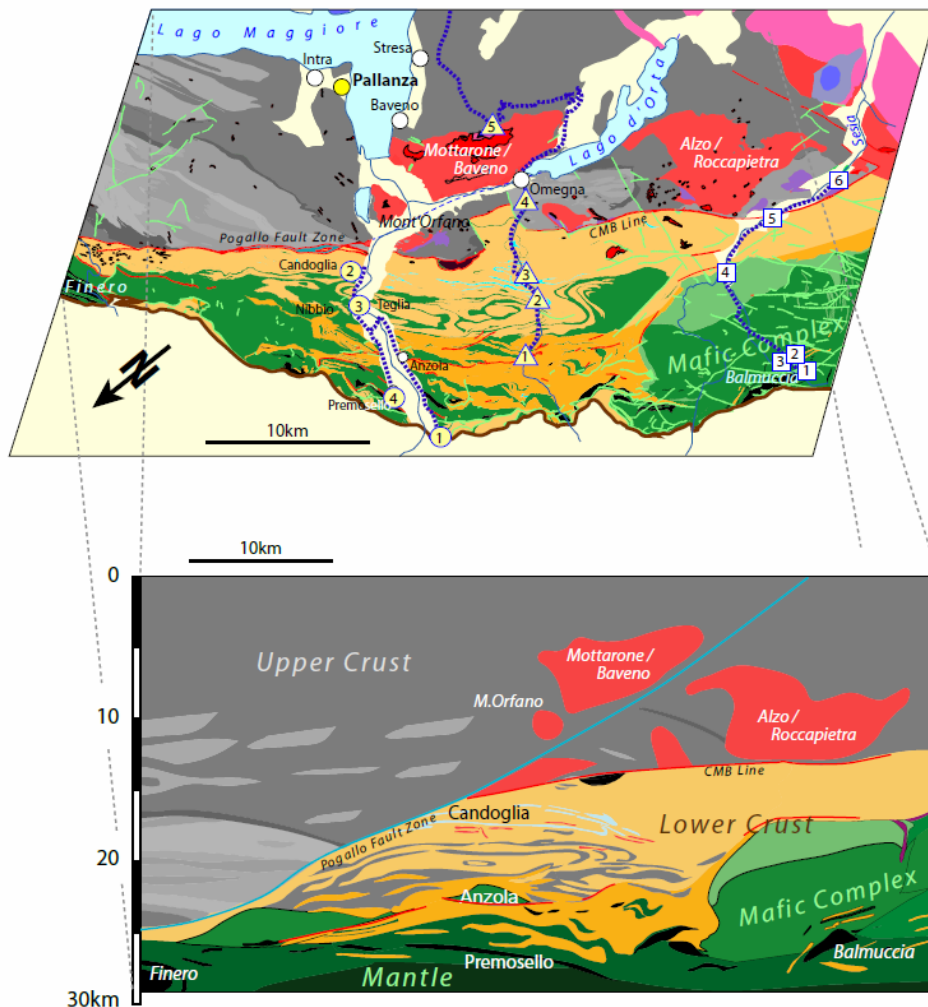 Lago Maggiore
Stresa
Intra
Pallanza
Baveno
5
Mottarone /
Baveno
Lago d'Orta
Alzo /
Roccapietra
Sesia
6
Omegna
4
Mont'Orfano
5
CMB Line
Pogallo Fault Zone
Candoglia
2
4
3
Finero
Nibbio
3
Teglia
2
Mafic Complex
N
Anzola
1
2
3
1
Balmuccia
Premosello
4
10km
1
10km
0
Upper Crust
Mottarone /
Baveno
M.Orfano
10
Alzo /
Roccapietra
CMB Line
Candoglia
Lower Crust
Pogallo Fault Zone
20
Anzola
Mafic Complex
Balmuccia
Premosello
Finero
Mantle
30km